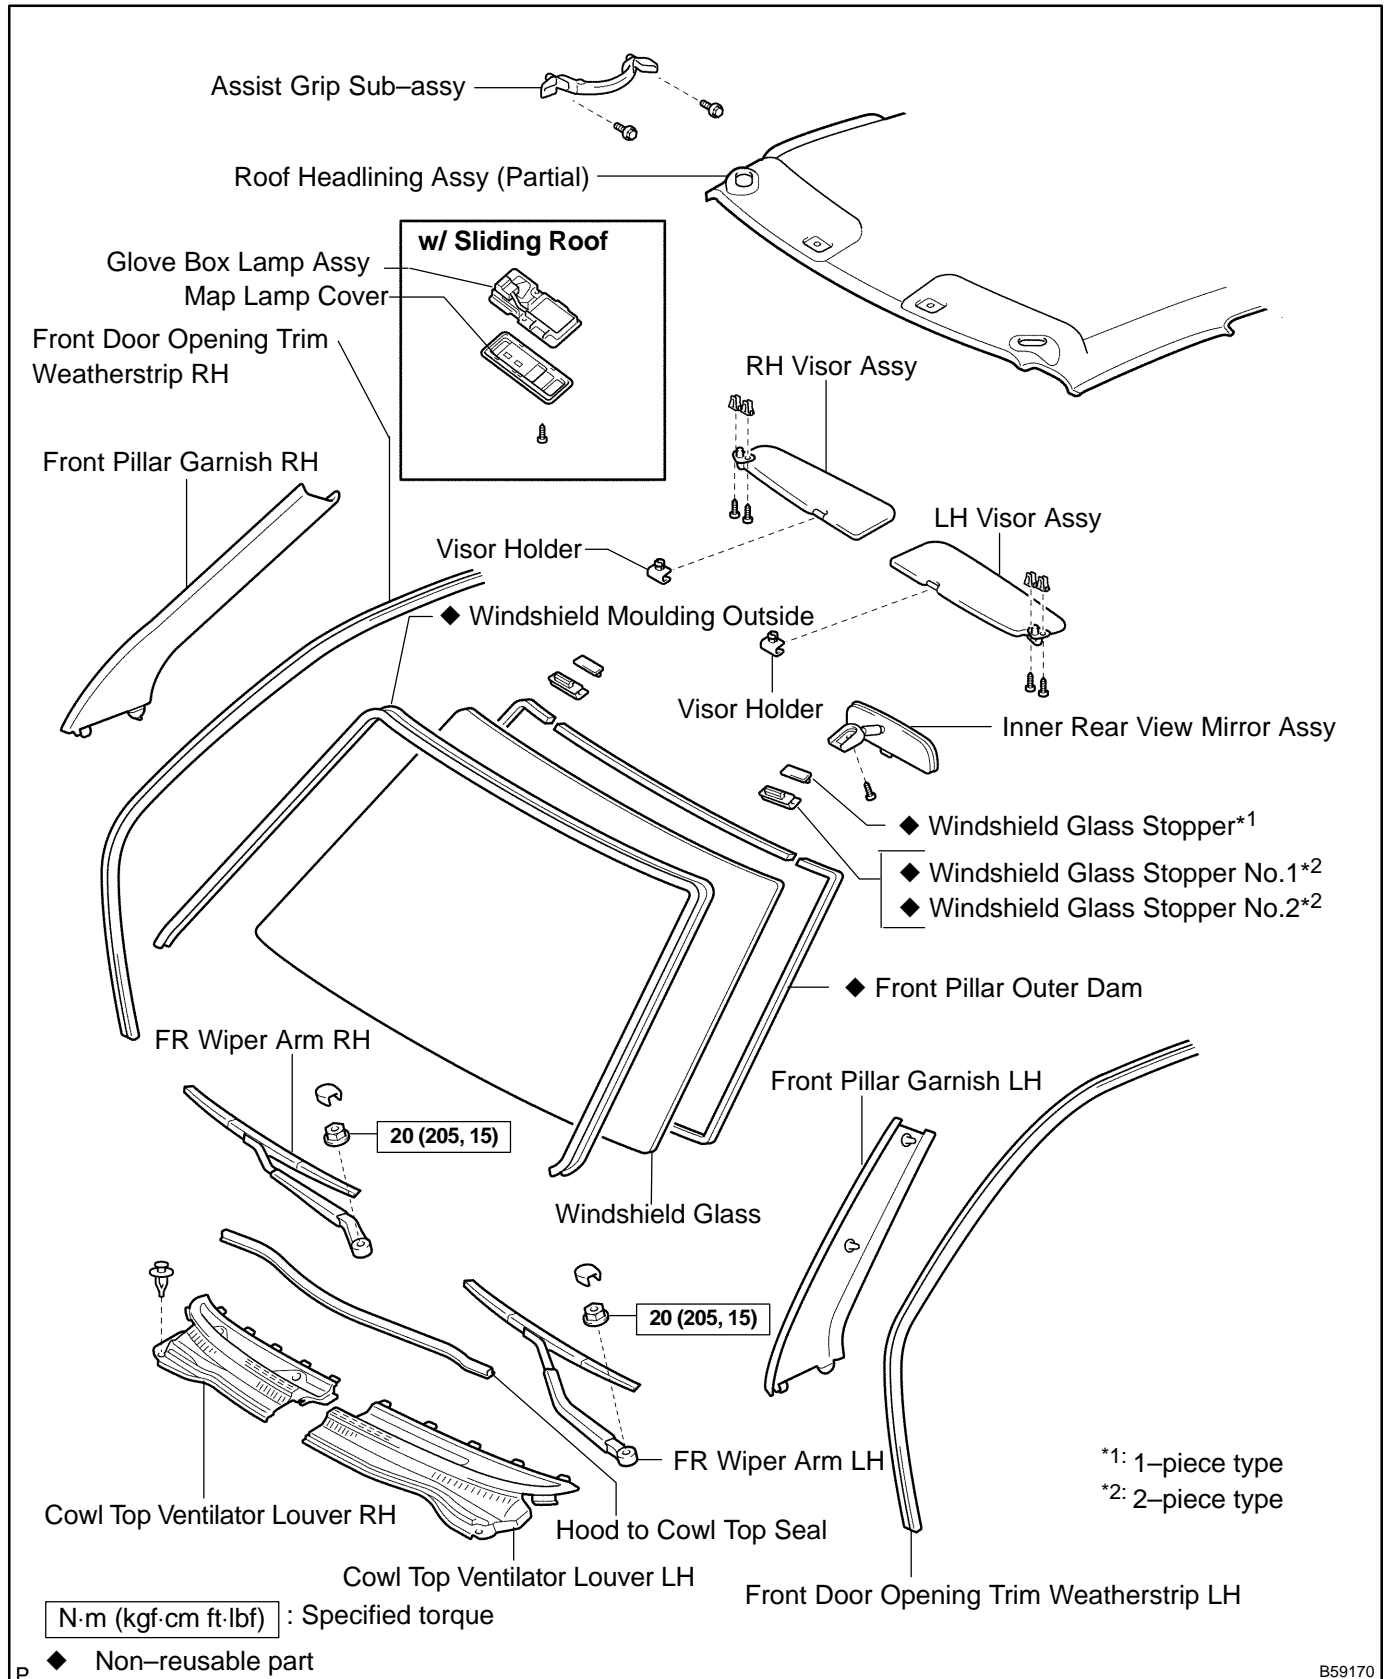 Assist Grip Sub–assy
Roof Headlining Assy (Partial)
w/ Sliding Roof
Glove Box Lamp Assy
Map Lamp Cover
Front Door Opening Trim
Weatherstrip RH
RH Visor Assy
Front Pillar Garnish RH
LH Visor Assy
Visor Holder
◆ Windshield Moulding Outside
Visor Holder
Inner Rear View Mirror Assy
◆ Windshield Glass Stopper*1
◆ Windshield Glass Stopper No.1*2
◆ Windshield Glass Stopper No.2*2
◆ Front Pillar Outer Dam
FR Wiper Arm RH
Front Pillar Garnish LH
20 (205, 15)
Windshield Glass
20 (205, 15)
FR Wiper Arm LH
*1: 1–piece type
*2: 2–piece type
Cowl Top Ventilator Louver RH
Hood to Cowl Top Seal
Cowl Top Ventilator Louver LH
Front Door Opening Trim Weatherstrip LH
N·m (kgf·cm ft·lbf) : Specified torque
◆ Non–reusable part
P
B59170